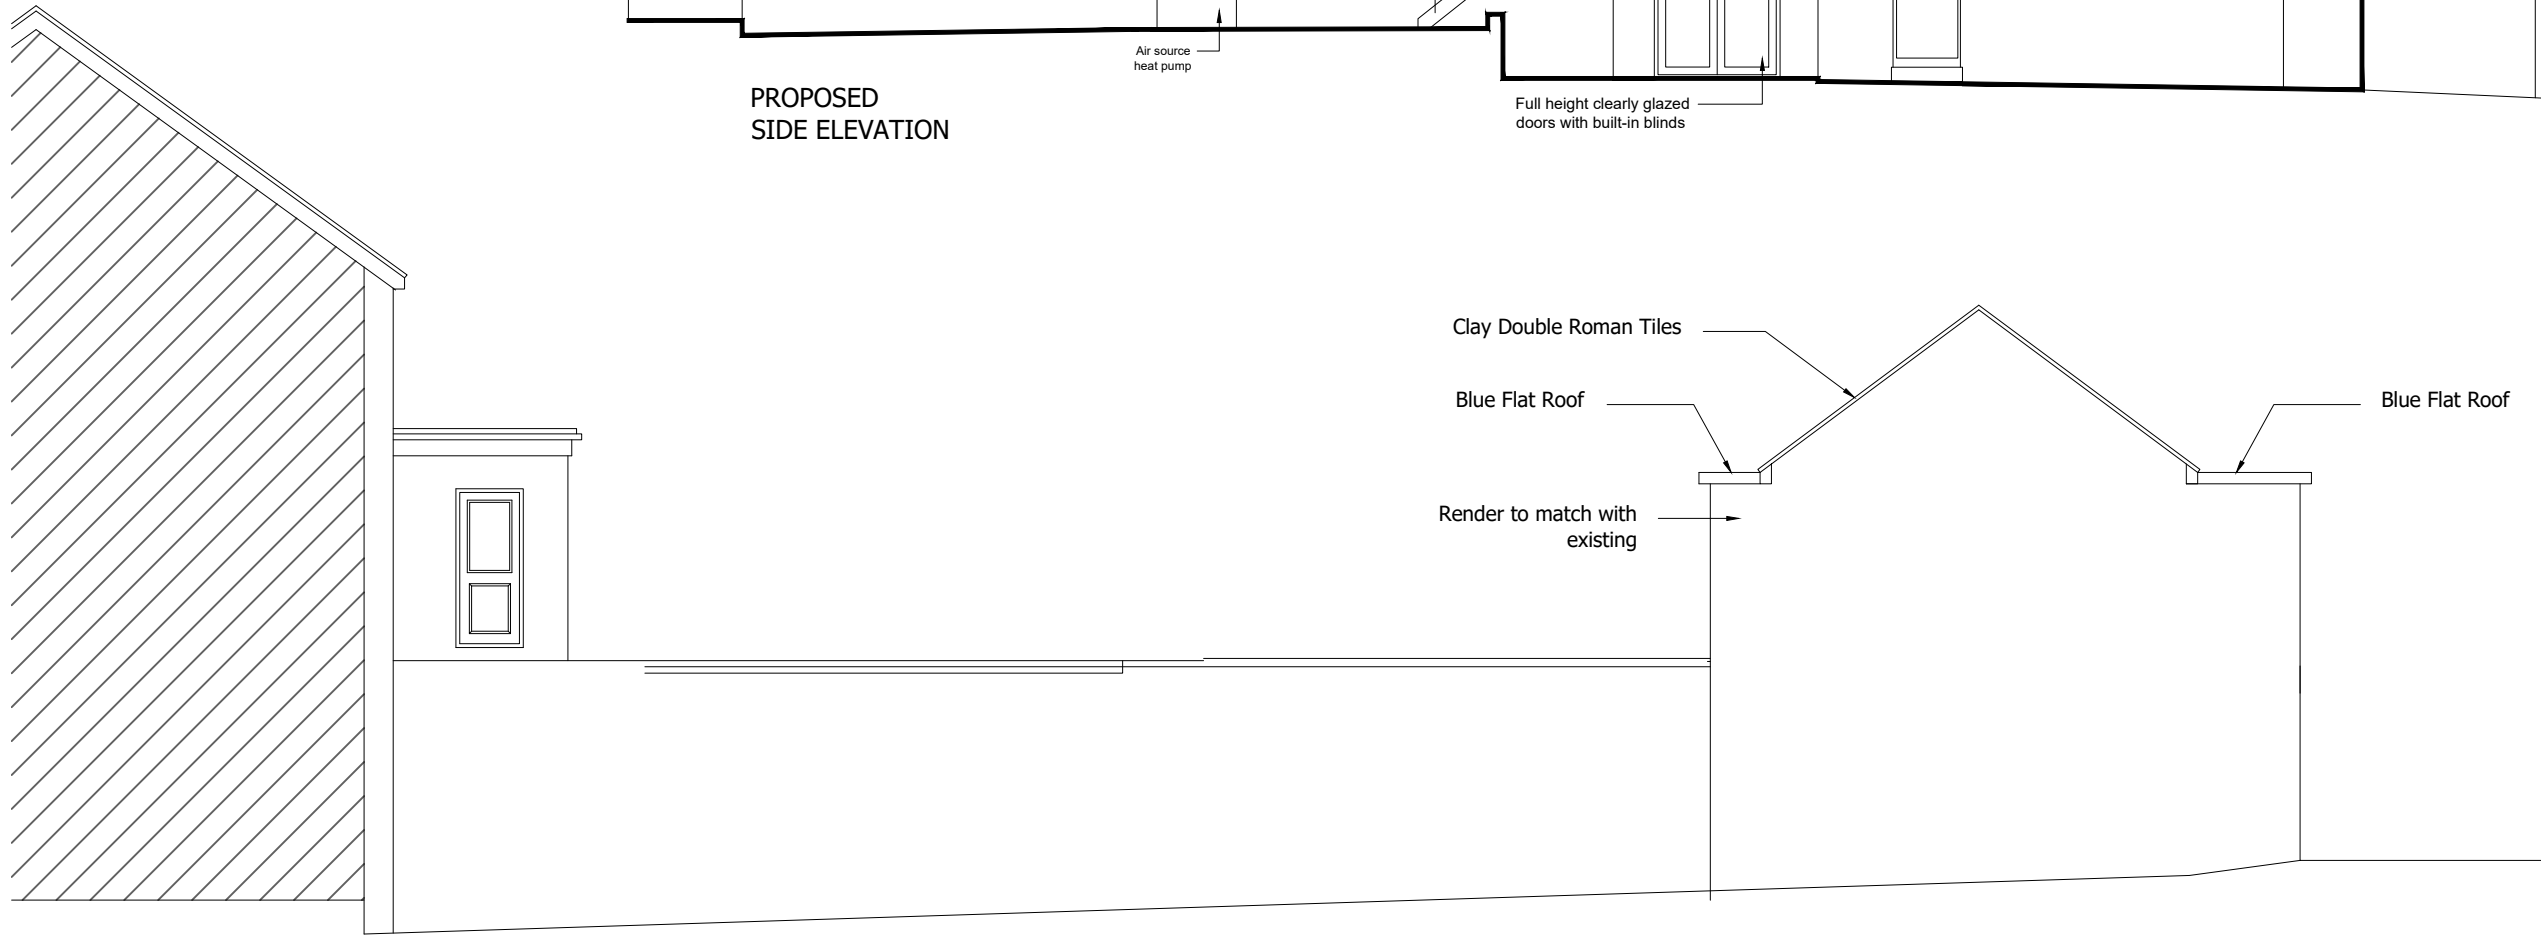 Air source
heat pump
PROPOSED
SIDE ELEVATION
Full height clearly glazed
doors with built-in blinds
Clay Double Roman Tiles
Blue Flat Roof
Blue Flat Roof
Render to match with
existing